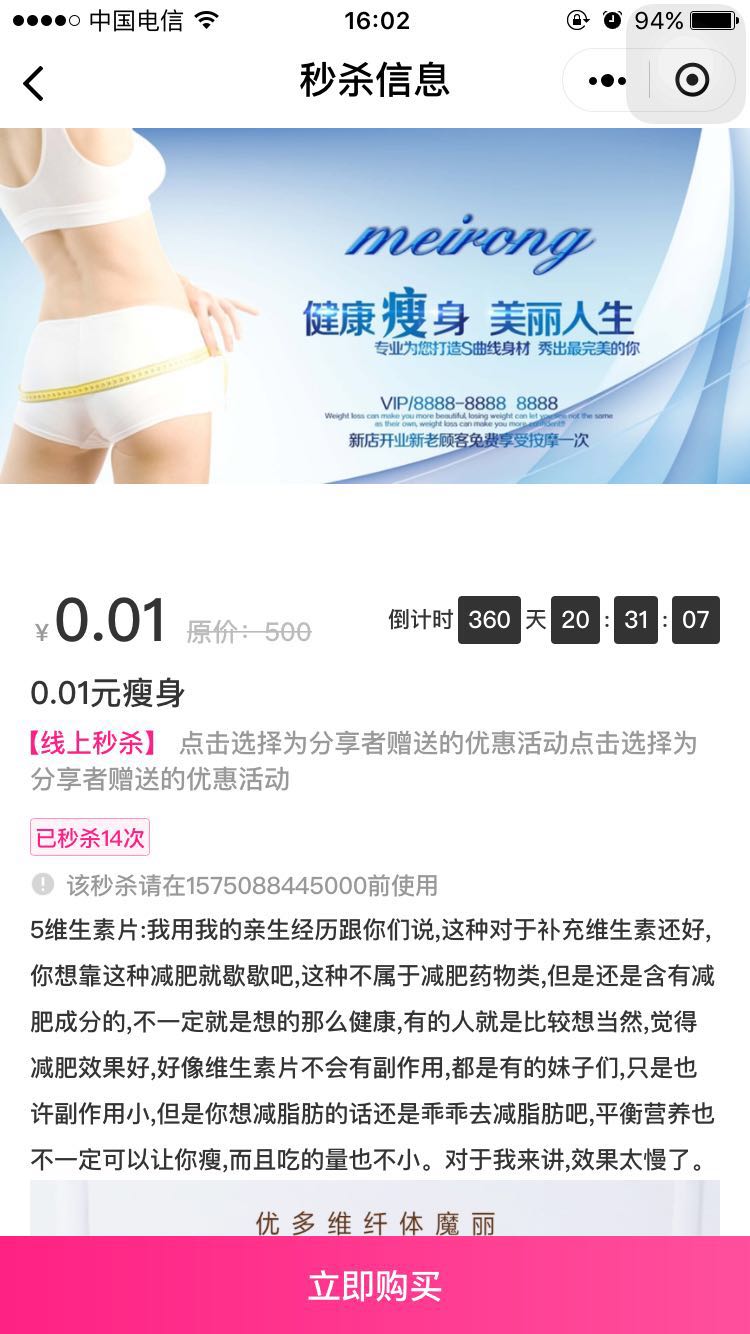 中国电信
16:02
94%
秒杀信息
meirong
健康瘦身 美丽人生
专业为您打造S曲线身材 秀出最完美的你
VIP/8888-8888 8888
Weight loss can make you more beautiful, losing weight can let you see not the same
as their own, weight loss can make you more confident!!
新店开业新老顾客免费享受按摩一次
¥0.01 原价：500 倒计时 360 天 20 : 31 : 07
0.01元瘦身
【线上秒杀】 点击选择为分享者赠送的优惠活动点击选择为
分享者赠送的优惠活动
已秒杀14次
该秒杀请在1575088445000前使用
5维生素片:我用我的亲生经历跟你们说,这种对于补充维生素还好,
你想靠这种减肥就歇歇吧,这种不属于减肥药物类,但是还是含有减
肥成分的,不一定就是想的那么健康,有的人就是比较想当然,觉得
减肥效果好,好像维生素片不会有副作用,都是有的妹子们,只是也
许副作用小,但是你想减脂肪的话还是乖乖去减脂肪吧,平衡营养也
不一定可以让你瘦,而且吃的量也不小。对于我来讲,效果太慢了。
优多维纤体魔丽
立即购买